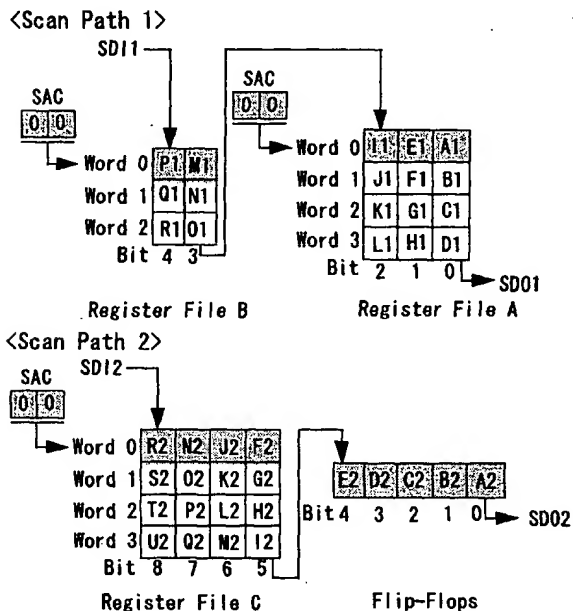 <Scan Path 1>
SDI1
SAC
0 0
SAC
0 0
Word 0 P1 M1
Word 1 Q1 N1
Word 2 R1 O1
Bit 4 3
Register File B
Word 0 I1 E1 A1
Word 1 J1 F1 B1
Word 2 K1 G1 C1
Word 3 L1 H1 D1
Bit 2 1 0
SDO1
Register File A
<Scan Path 2>
SDI2
SAC
0 0
Word 0 R2 N2 J2 F2
Word 1 S2 O2 K2 G2
Word 2 T2 P2 L2 H2
Word 3 U2 Q2 M2 I2
Bit 8 7 6 5
Register File C
E2 D2 C2 B2 A2
Bit 4 3 2 1 0
SDO2
Flip-Flops